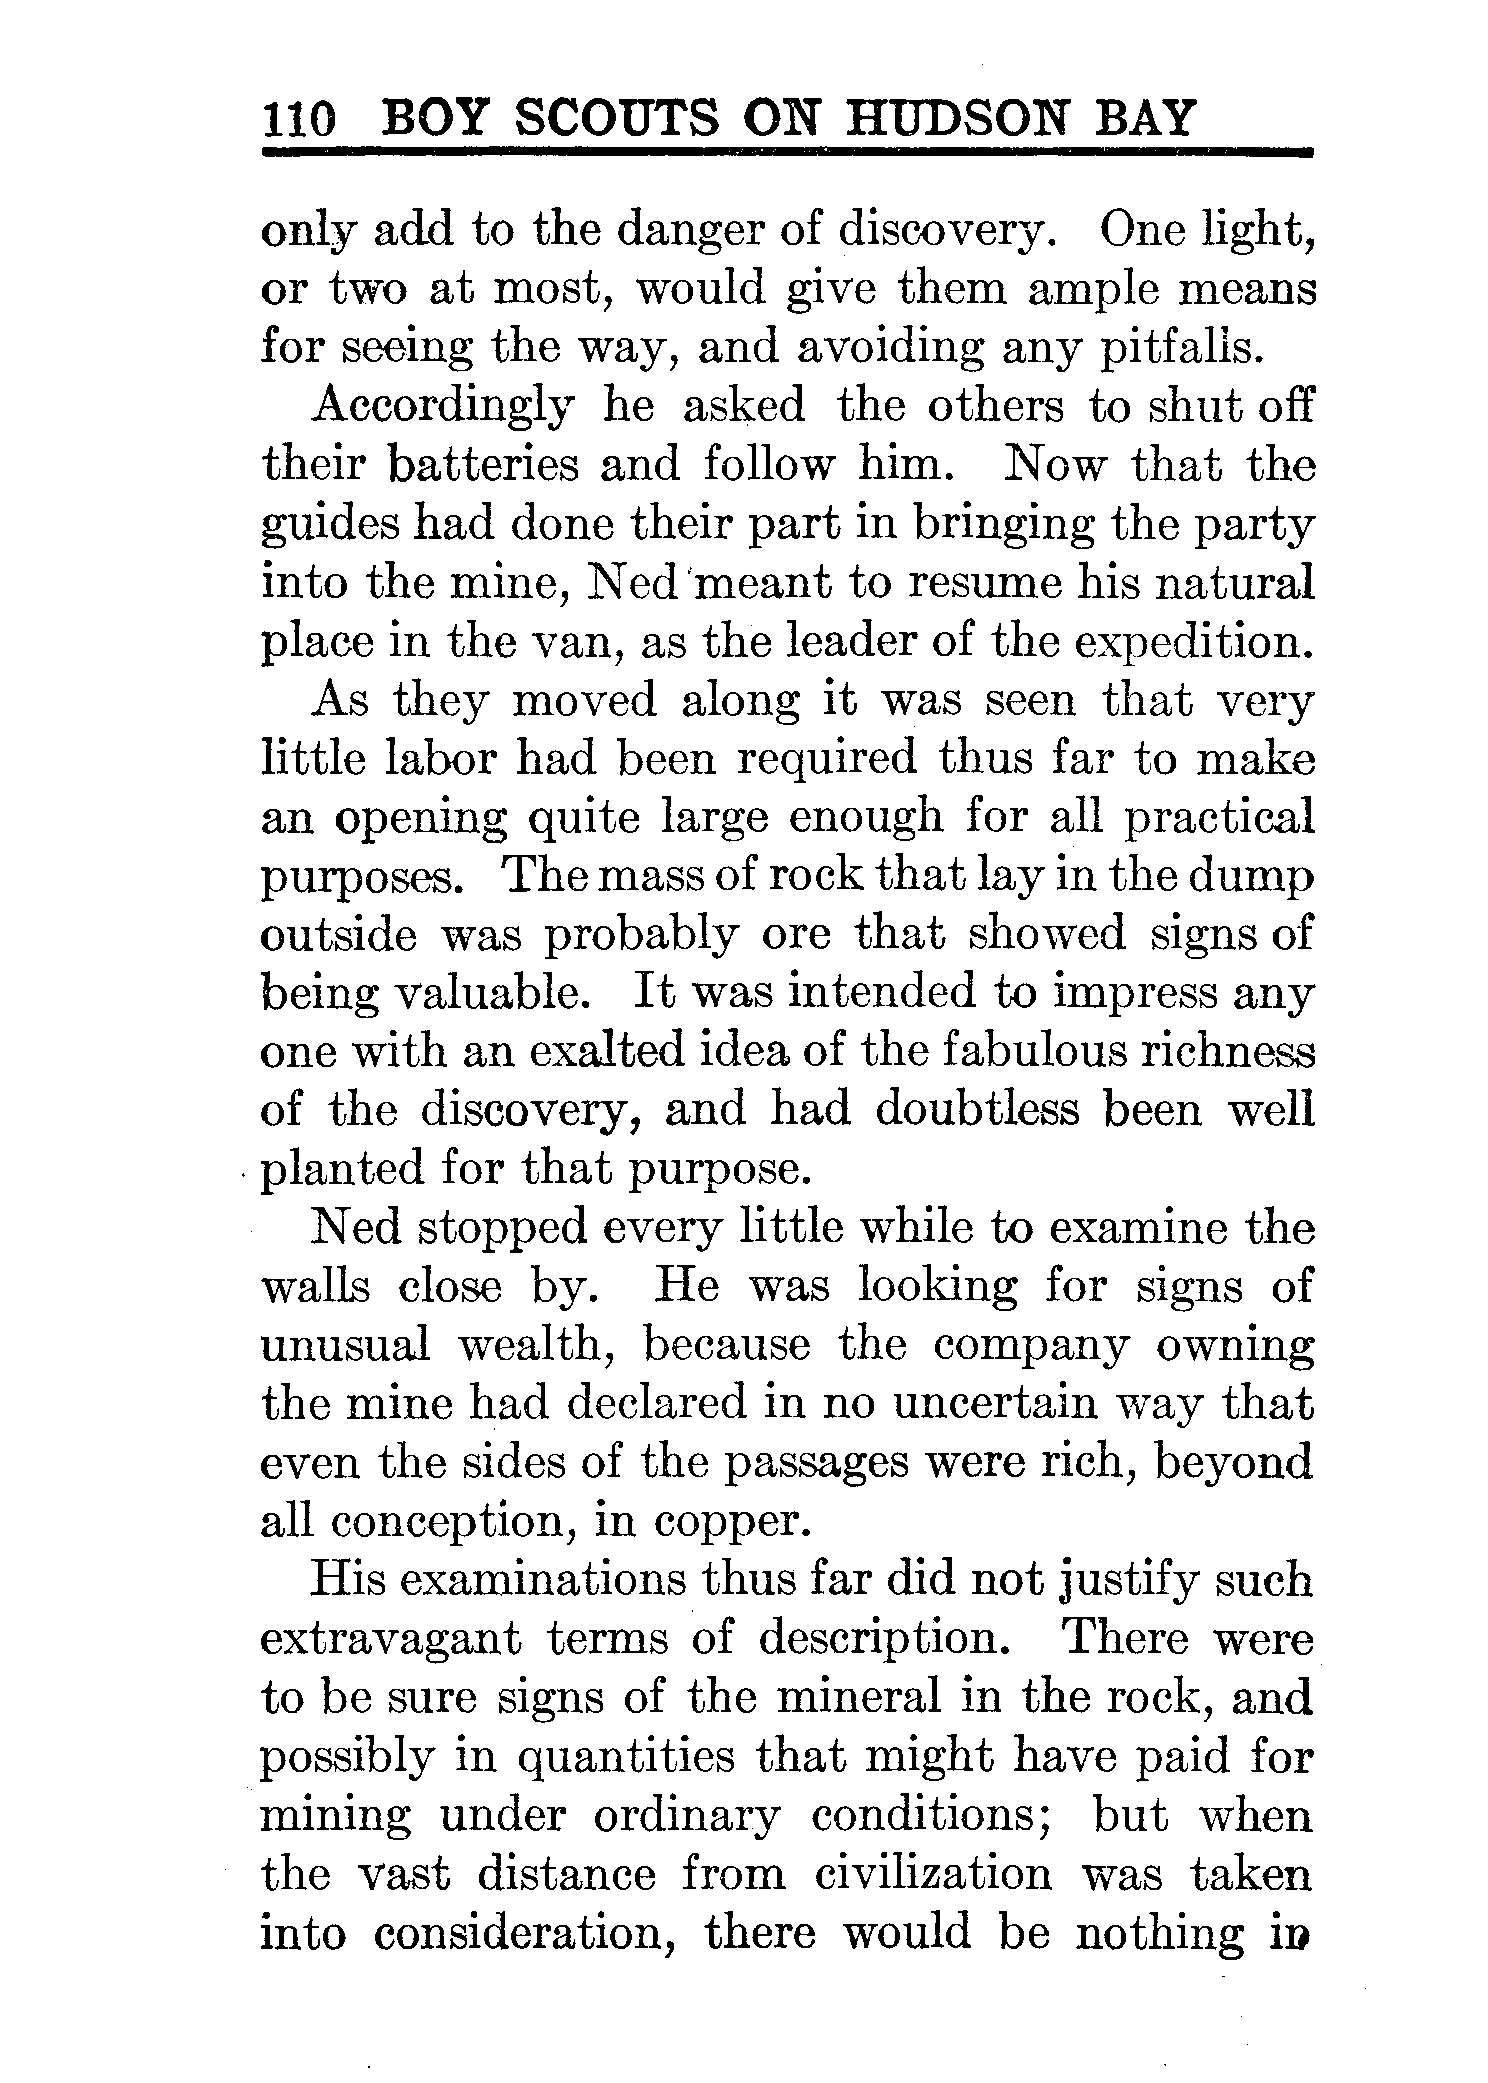 110 BOY SCOUTS ON HUDSON BAY
only add to the danger of discovery. One light,
or two at most, would give them ample means
for seeing the way, and avoiding any pitfalls.
Accordingly he asked the others to shut off
their batteries and follow him. Now that the
guides had done their part in bringing the party
into the mine, Ned meant to resume his natural
place in the van, as the leader of the expedition.
As they moved along it was seen that very
little labor had been required thus far to make
an opening quite large enough for all practical
purposes. The mass of rock that lay in the dump
outside was probably ore that showed signs of
being valuable. It was intended to impress any
one with an exalted idea of the fabulous richness
of the discovery, and had doubtless been well
planted for that purpose.
Ned stopped every little while to examine the
walls close by. He was looking for signs of
unusual wealth, because the company owning
the mine had declared in no uncertain way that
even the sides of the passages were rich, beyond
all conception, in copper.
His examinations thus far did not justify such
extravagant terms of description. There were
to be sure signs of the mineral in the rock, and
possibly in quantities that might have paid for
mining under ordinary conditions; but when
the vast distance from civilization was taken
into consideration, there would be nothing in